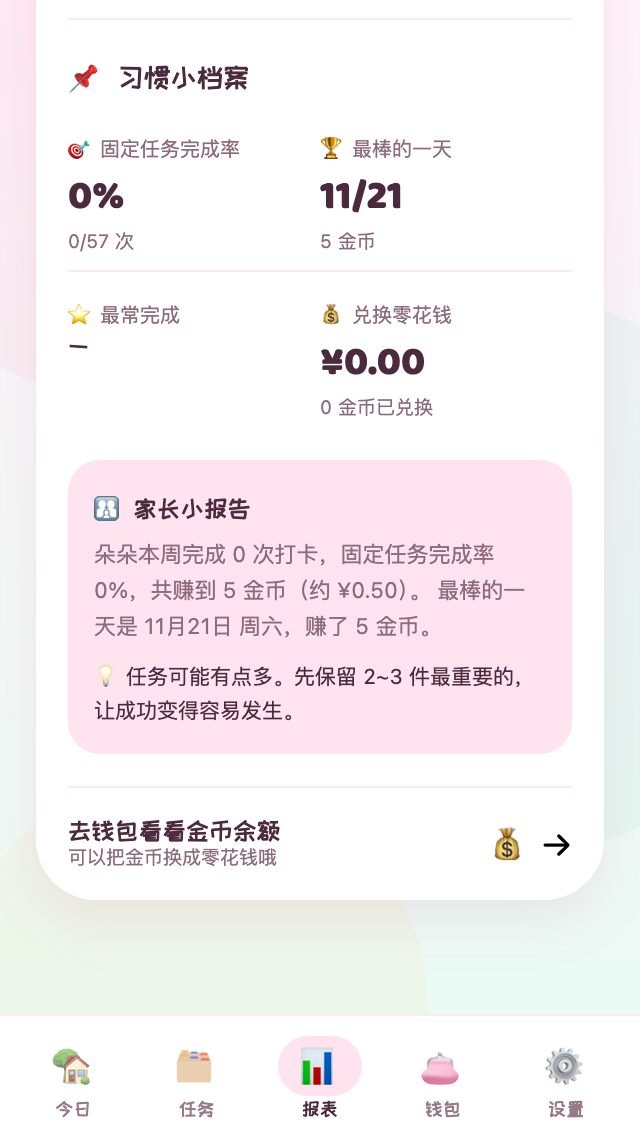 习惯小档案
固定任务完成率
最棒的一天
0%
11/21
0/57 次
5 金币
最常完成
兑换零花钱
—
¥0.00
0 金币已兑换
家长小报告
朵朵本周完成 0 次打卡，固定任务完成率
0%，共赚到 5 金币（约 ¥0.50）。 最棒的一
天是 11月21日 周六，赚了 5 金币。
任务可能有点多。先保留 2~3 件最重要的，
让成功变得容易发生。
去钱包看看金币余额
可以把金币换成零花钱哦
今日
任务
报表
钱包
设置